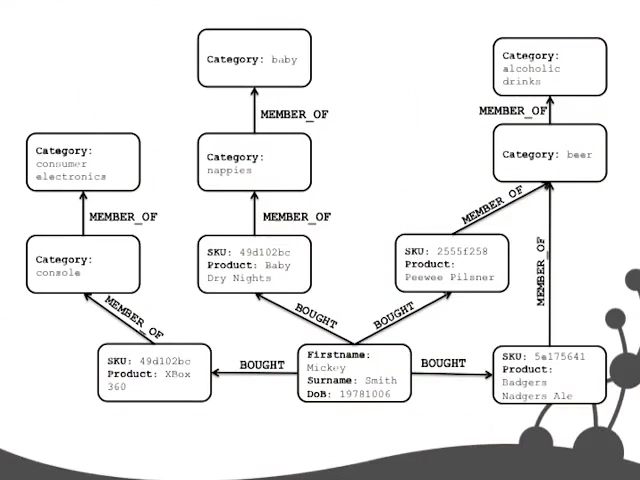 Category: baby
Category:
alcoholic
drinks
MEMBER_OF
MEMBER_OF
Category:
consumer
electronics
Category:
nappies
Category: beer
MEMBER_OF
MEMBER_OF
MEMBER_OF
MEMBER_OF
Category:
console
SKU: 49d102bc
Product: Baby
Dry Nights
SKU: 2555f258
Product:
Peewee Pilsner
MEMBER_OF
BOUGHT
BOUGHT
SKU: 49d102bc
Product: XBox
360
BOUGHT
Firstname:
Mickey
Surname: Smith
DoB: 19781006
BOUGHT
SKU: 5e175641
Product:
Badgers
Nadgers Ale